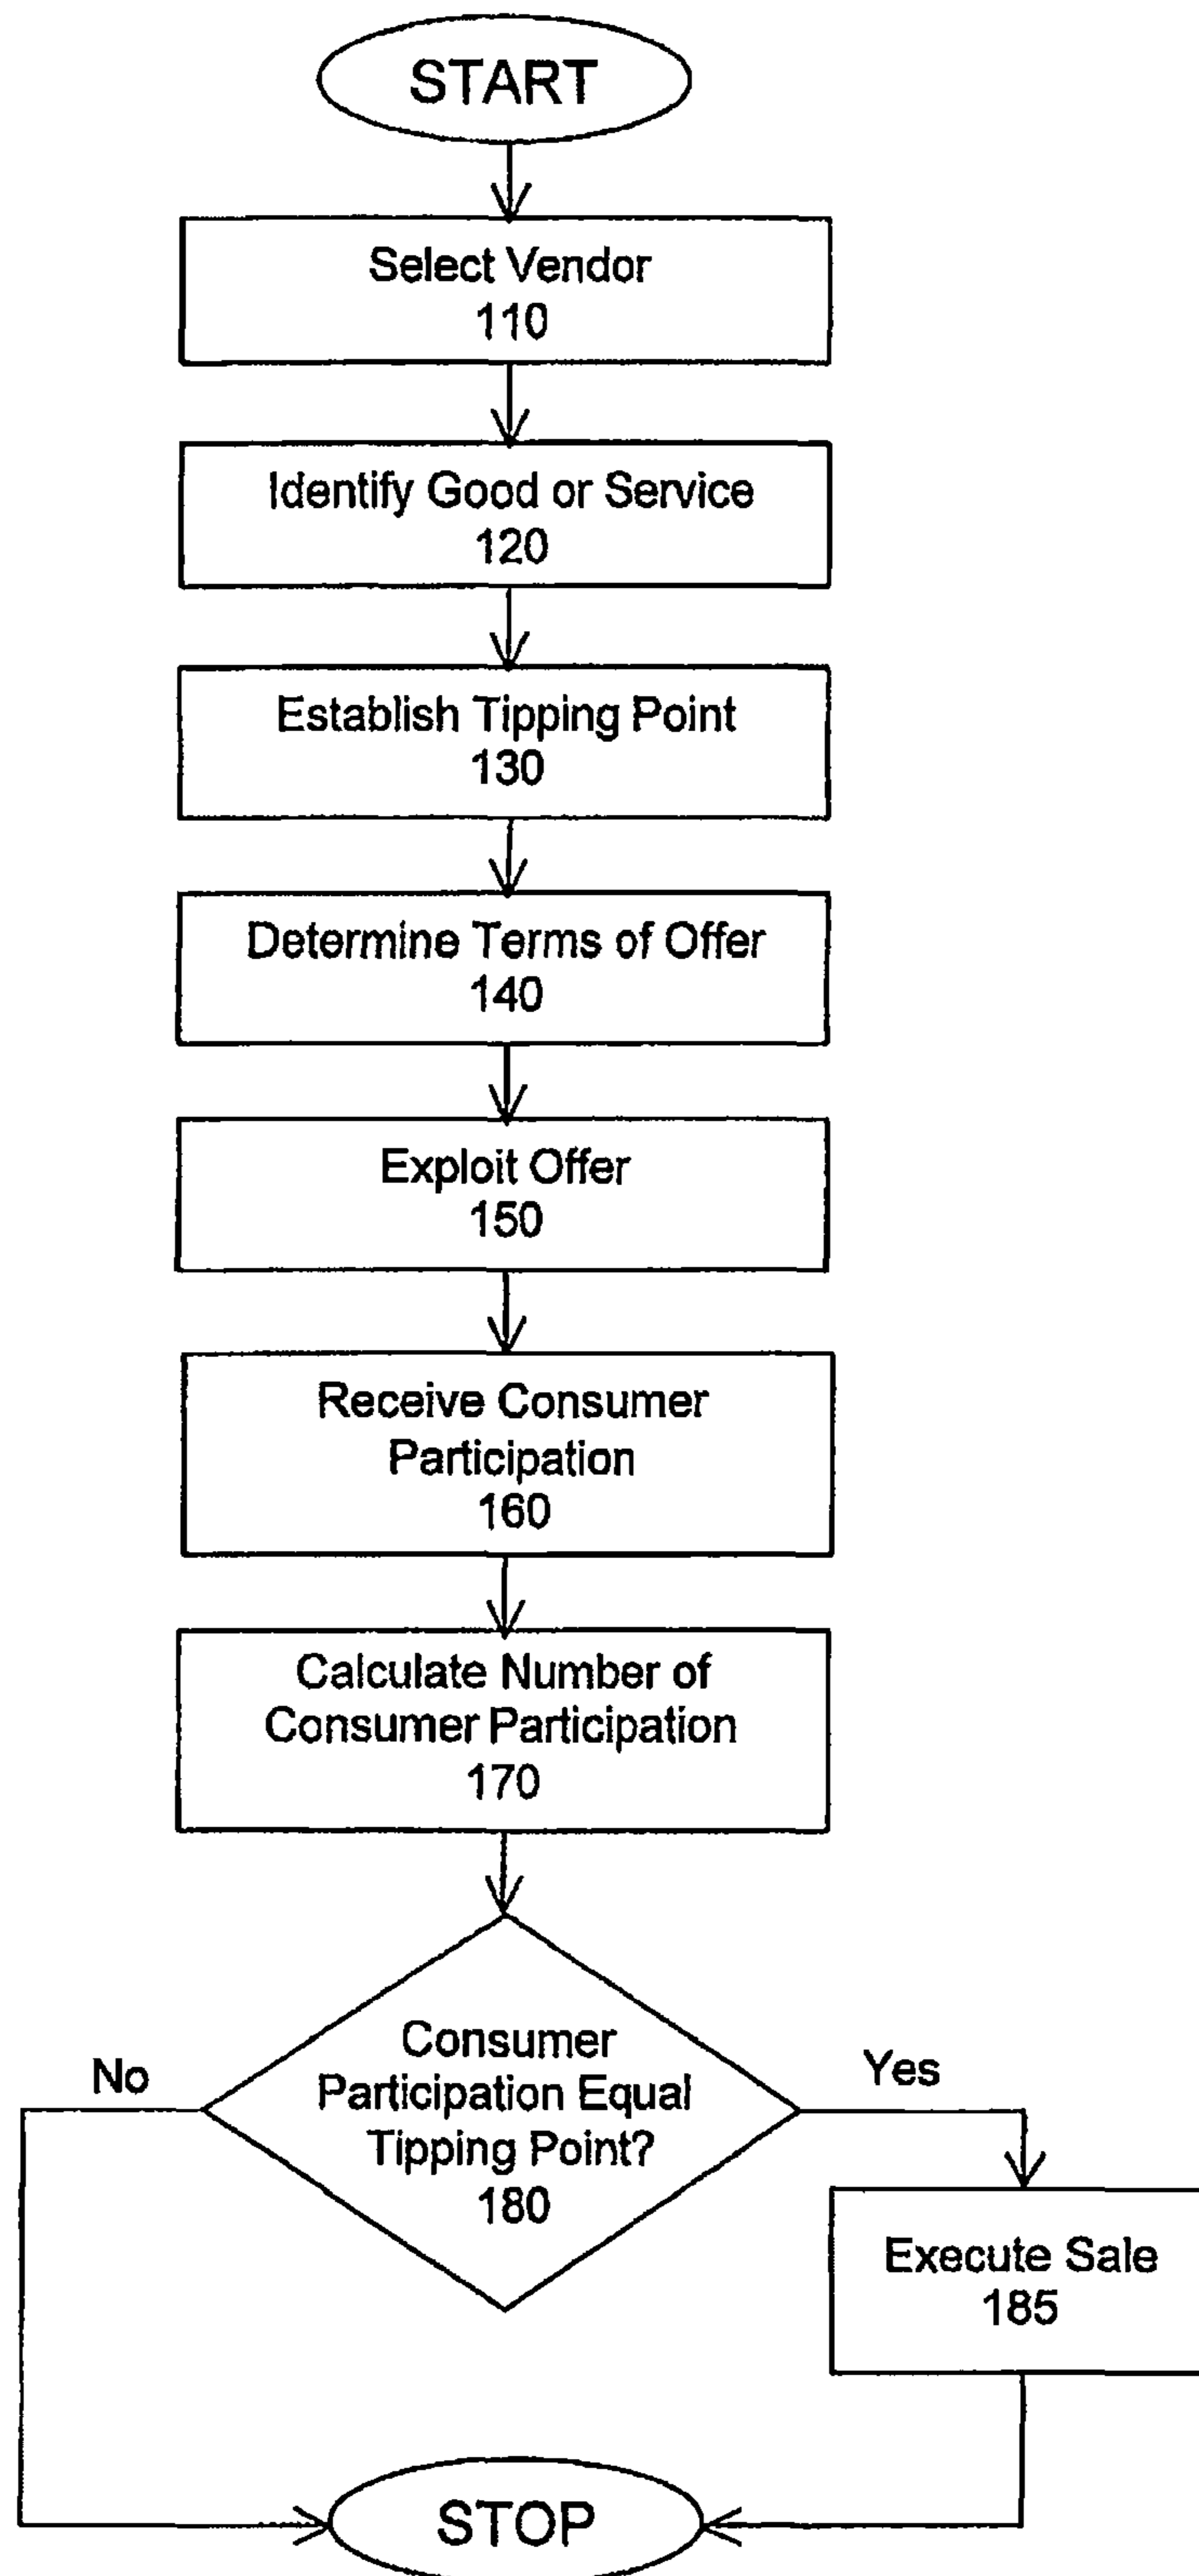 START
Select Vendor
110
Identify Good or Service
120
Establish Tipping Point
130
Determine Terms of Offer
140
Exploit Offer
150
Receive Consumer
Participation
160
Calculate Number of
Consumer Participation
170
Consumer
Participation Equal
Tipping Point?
180
No
Yes
Execute Sale
185
STOP